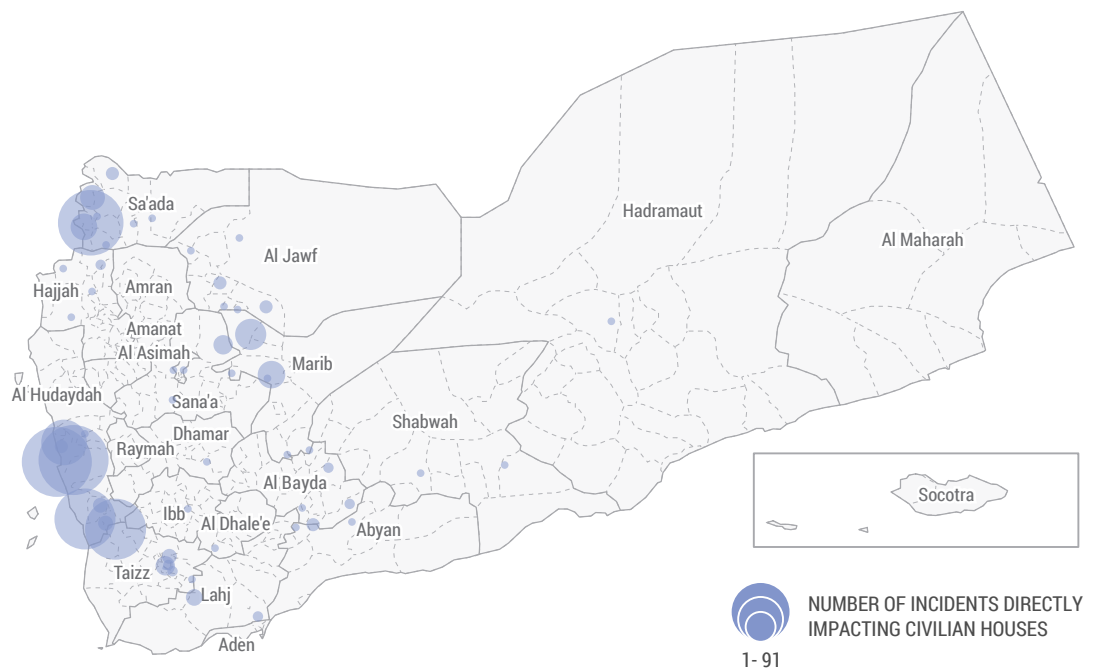 Sa'ada
Hadramaut
Al Maharah
Al Jawf
Hajjah
Amran
Amanat
Al Asimah
Marib
Al Hudaydah
Sana'a
Shabwah
Dhamar
Raymah
Al Bayda
Socotra
Ibb
Al Dhale'e
Abyan
Taizz
Lahj
Aden
NUMBER OF INCIDENTS DIRECTLY
IMPACTING CIVILIAN HOUSES
1- 91